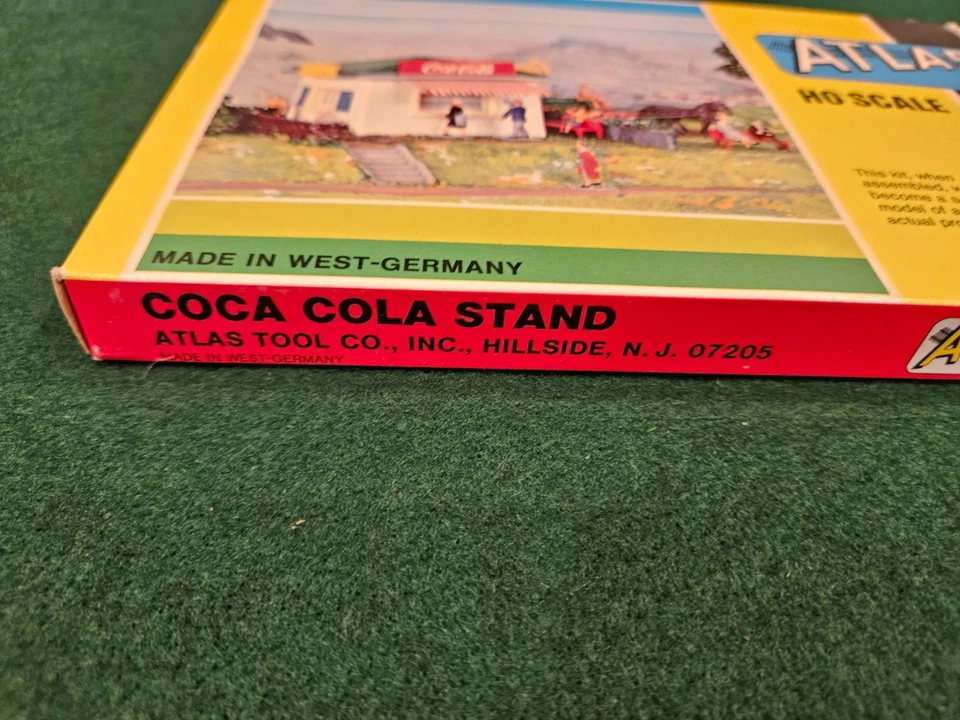 Coca-Cola
ATLAS
HO SCALE
This kit, when
assembled, w
become a s
model of a
actual pro
MADE IN WEST-GERMANY
COCA COLA STAND
ATLAS TOOL CO., INC., HILLSIDE, N. J. 07205
MADE IN WEST-GERMANY
A